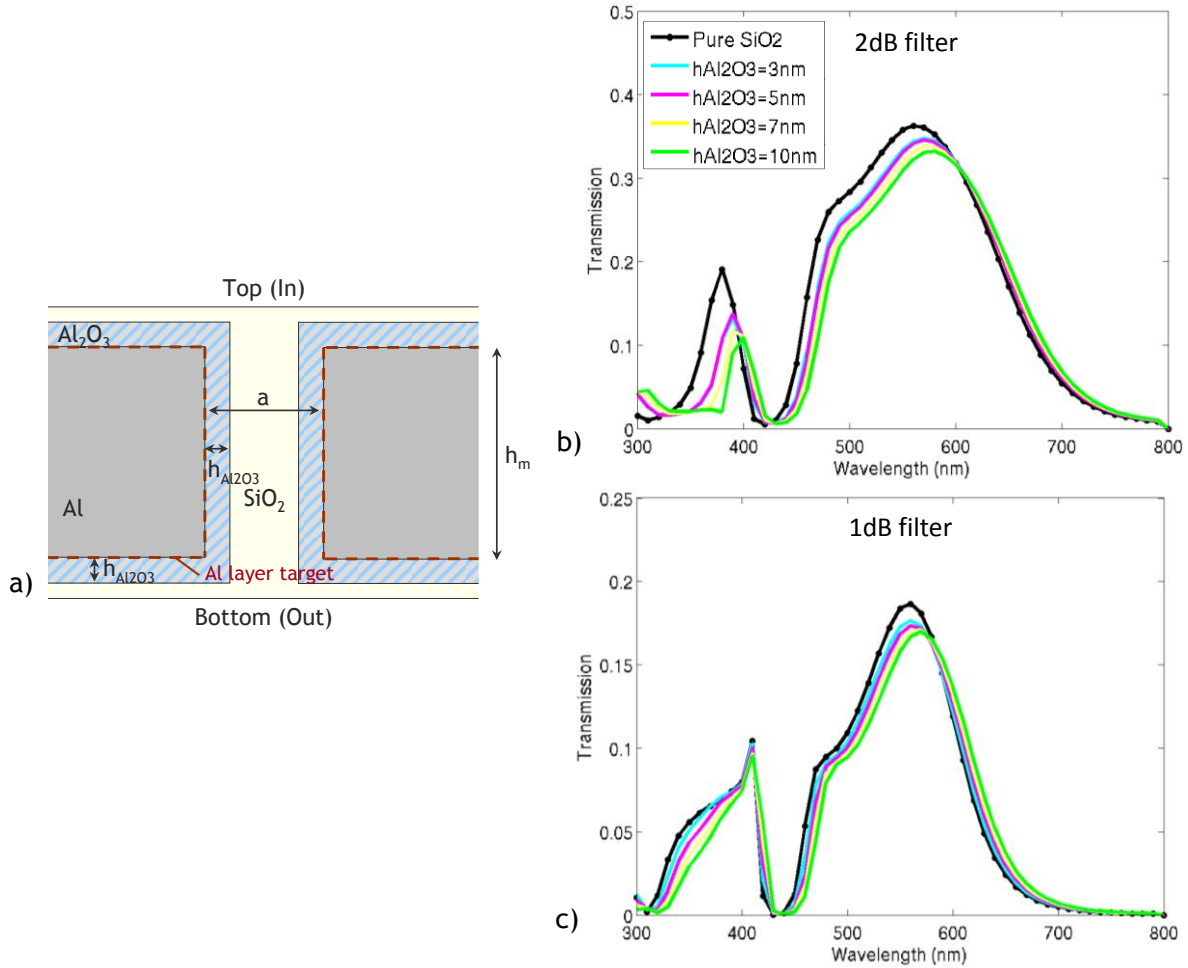 Top (In)
Al₂O₃
a
h_Al2O3
h_m
SiO₂
Al
h_Al2O3
Al layer target
a)
Bottom (Out)
2dB filter
Pure SiO2
hAl2O3=3nm
hAl2O3=5nm
hAl2O3=7nm
hAl2O3=10nm
0.5
0.4
0.3
0.2
0.1
0
Transmission
300 400 500 600 700 800
Wavelength (nm)
b)
1dB filter
0.25
0.2
0.15
0.1
0.05
0
Transmission
300 400 500 600 700 800
Wavelength (nm)
c)